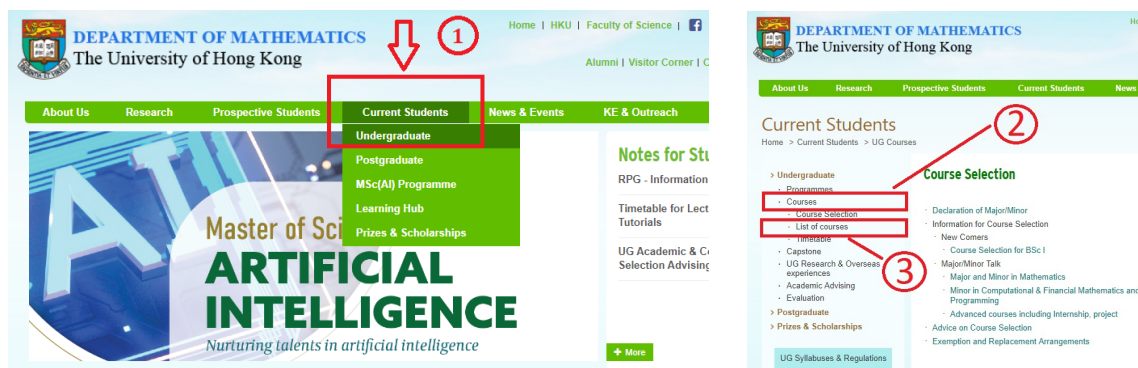 DEPARTMENT OF MATHEMATICS
The University of Hong Kong
Home | HKU | Faculty of Science |
Alumni | Visitor Corner |
1
About Us Research Prospective Students Current Students News & Events KE & Outreach
Undergraduate
Postgraduate
MSc(AI) Programme
Learning Hub
Prizes & Scholarships
Master of Sci
ARTIFICIAL
INTELLIGENCE
Nurturing talents in artificial intelligence
Notes for Stu
RPG - Information
Timetable for Lect
Tutorials
UG Academic & Co
Selection Advising
+ More
DEPARTMENT OF MATHEMATICS
The University of Hong Kong
About Us Research Prospective Students Current Students News
Current Students
Home > Current Students > UG Courses
2
> Undergraduate
Programmes
Courses
Course Selection
List of courses
Timetable
Capstone
UG Research & Overseas
experiences
Academic Advising
Evaluation
> Postgraduate
> Prizes & Scholarships
UG Syllabuses & Regulations
3
Course Selection
Declaration of Major/Minor
Information for Course Selection
New Comers
Course Selection for BSc I
Major/Minor Talk
Major and Minor in Mathematics
Minor in Computational & Financial Mathematics and
Programming
Advanced courses including Internship, project
Advice on Course Selection
Exemption and Replacement Arrangements